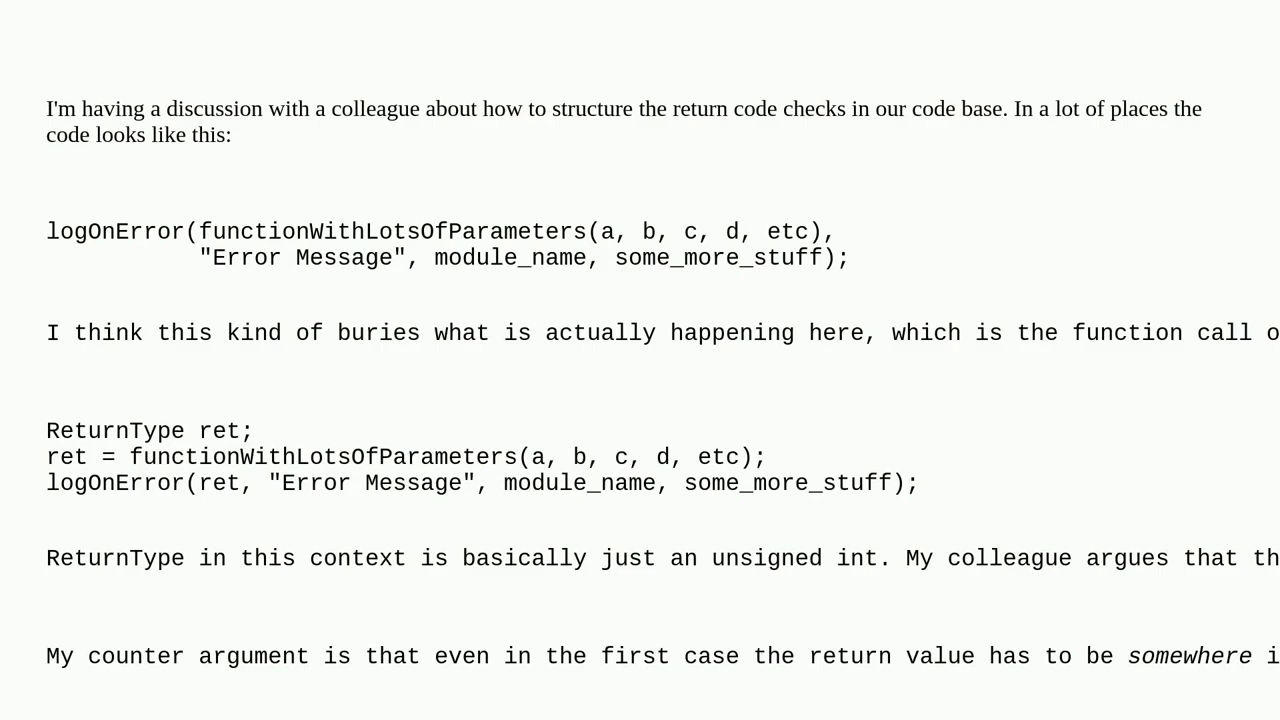 I'm having a discussion with a colleague about how to structure the return code checks in our code base. In a lot of places the
code looks like this:
logOnError(functionWithLotsOfParameters(a, b, c, d, etc),
"Error Message", module_name, some_more_stuff);
I think this kind of buries what is actually happening here, which is the function call o
ReturnType ret;
ret = functionWithLotsOfParameters(a, b, c, d, etc);
logOnError(ret, "Error Message", module_name, some_more_stuff);
ReturnType in this context is basically just an unsigned int. My colleague argues that th
My counter argument is that even in the first case the return value has to be somewhere i